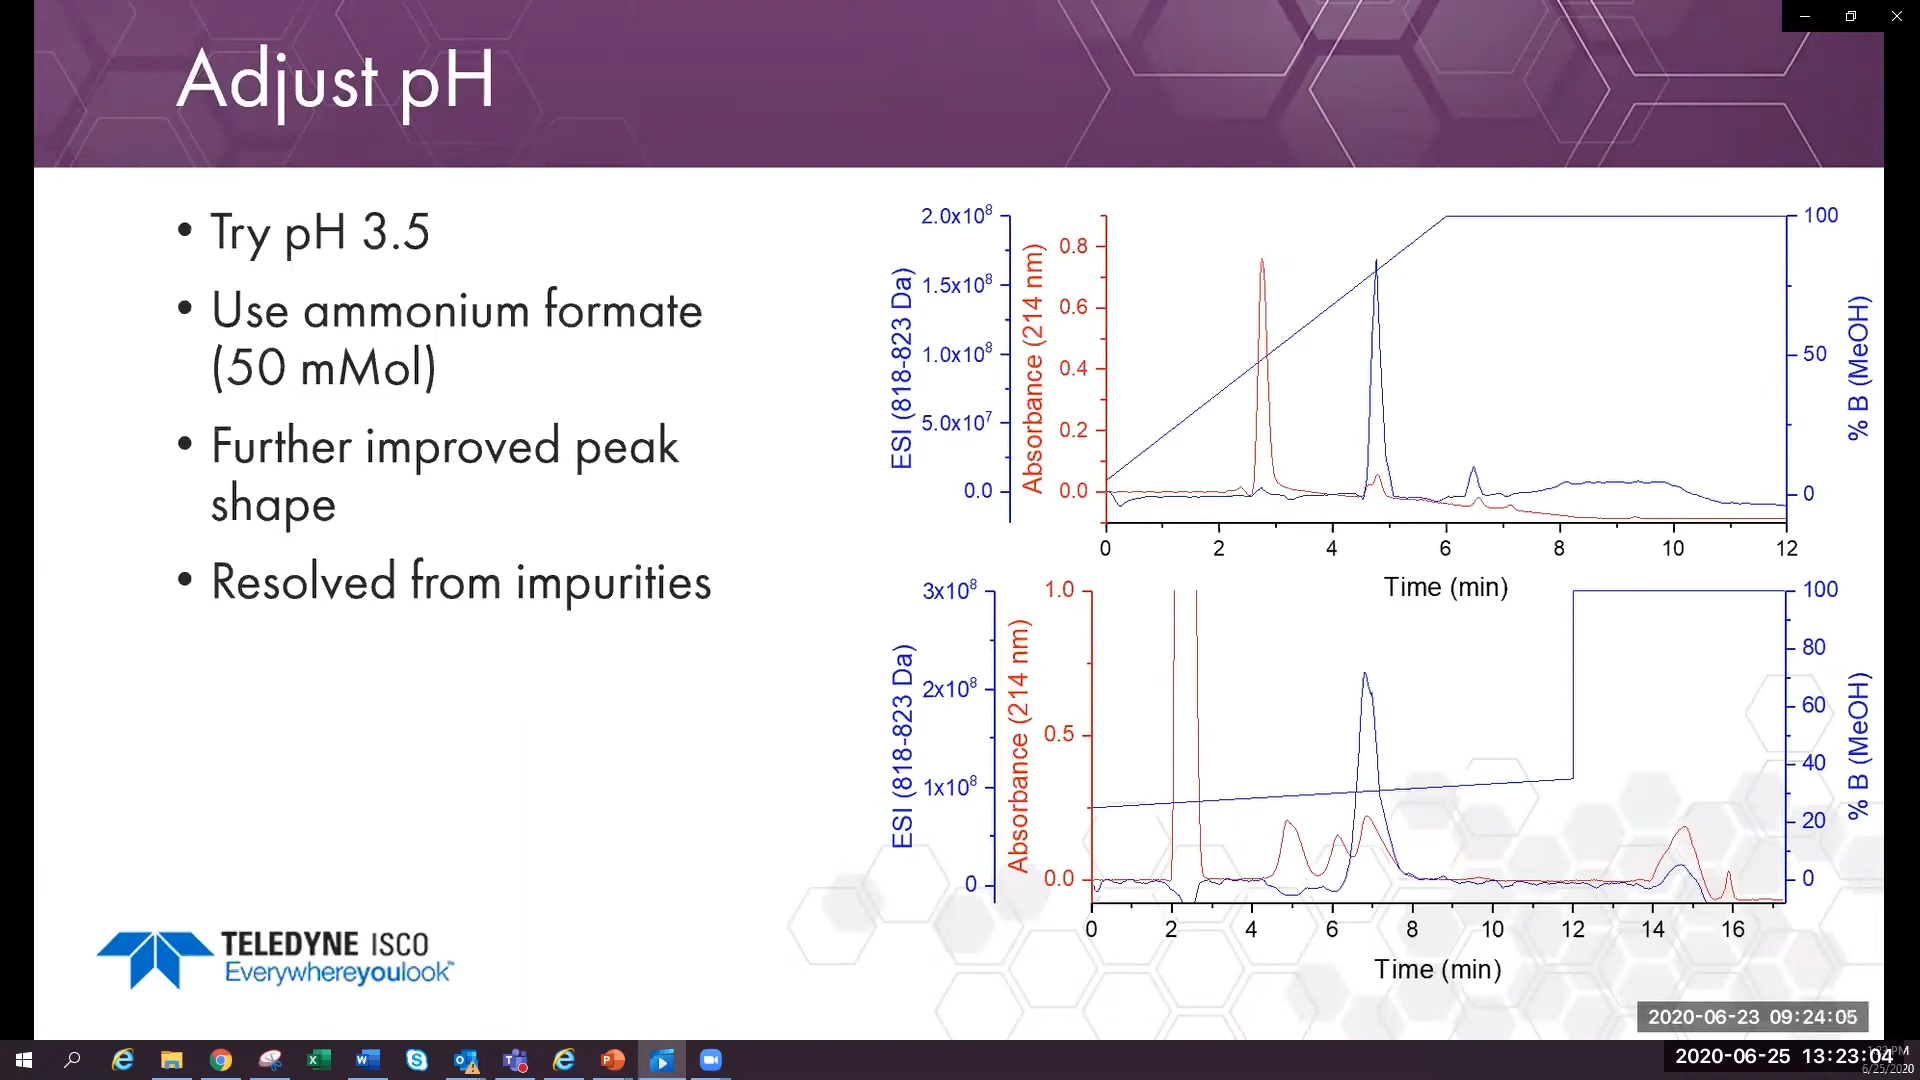 Adjust pH
• Try pH 3.5
• Use ammonium formate
(50 mMol)
• Further improved peak
shape
• Resolved from impurities
ESI (818-823 Da)
2.0x10⁸
1.5x10⁸
1.0x10⁸
5.0x10⁷
0.0
Absorbance (214 nm)
0.8
0.6
0.4
0.2
0.0
100
50
0
% B (MeOH)
0 2 4 6 8 10 12
Time (min)
ESI (818-823 Da)
3x10⁸
2x10⁸
1x10⁸
0
Absorbance (214 nm)
1.0
0.5
0.0
100
80
60
40
20
0
% B (MeOH)
0 2 4 6 8 10 12 14 16
Time (min)
TELEDYNE ISCO
Everywhereyoulook™
2020-06-23 09:24:05
2020-06-25 13:23:04
6/25/2020